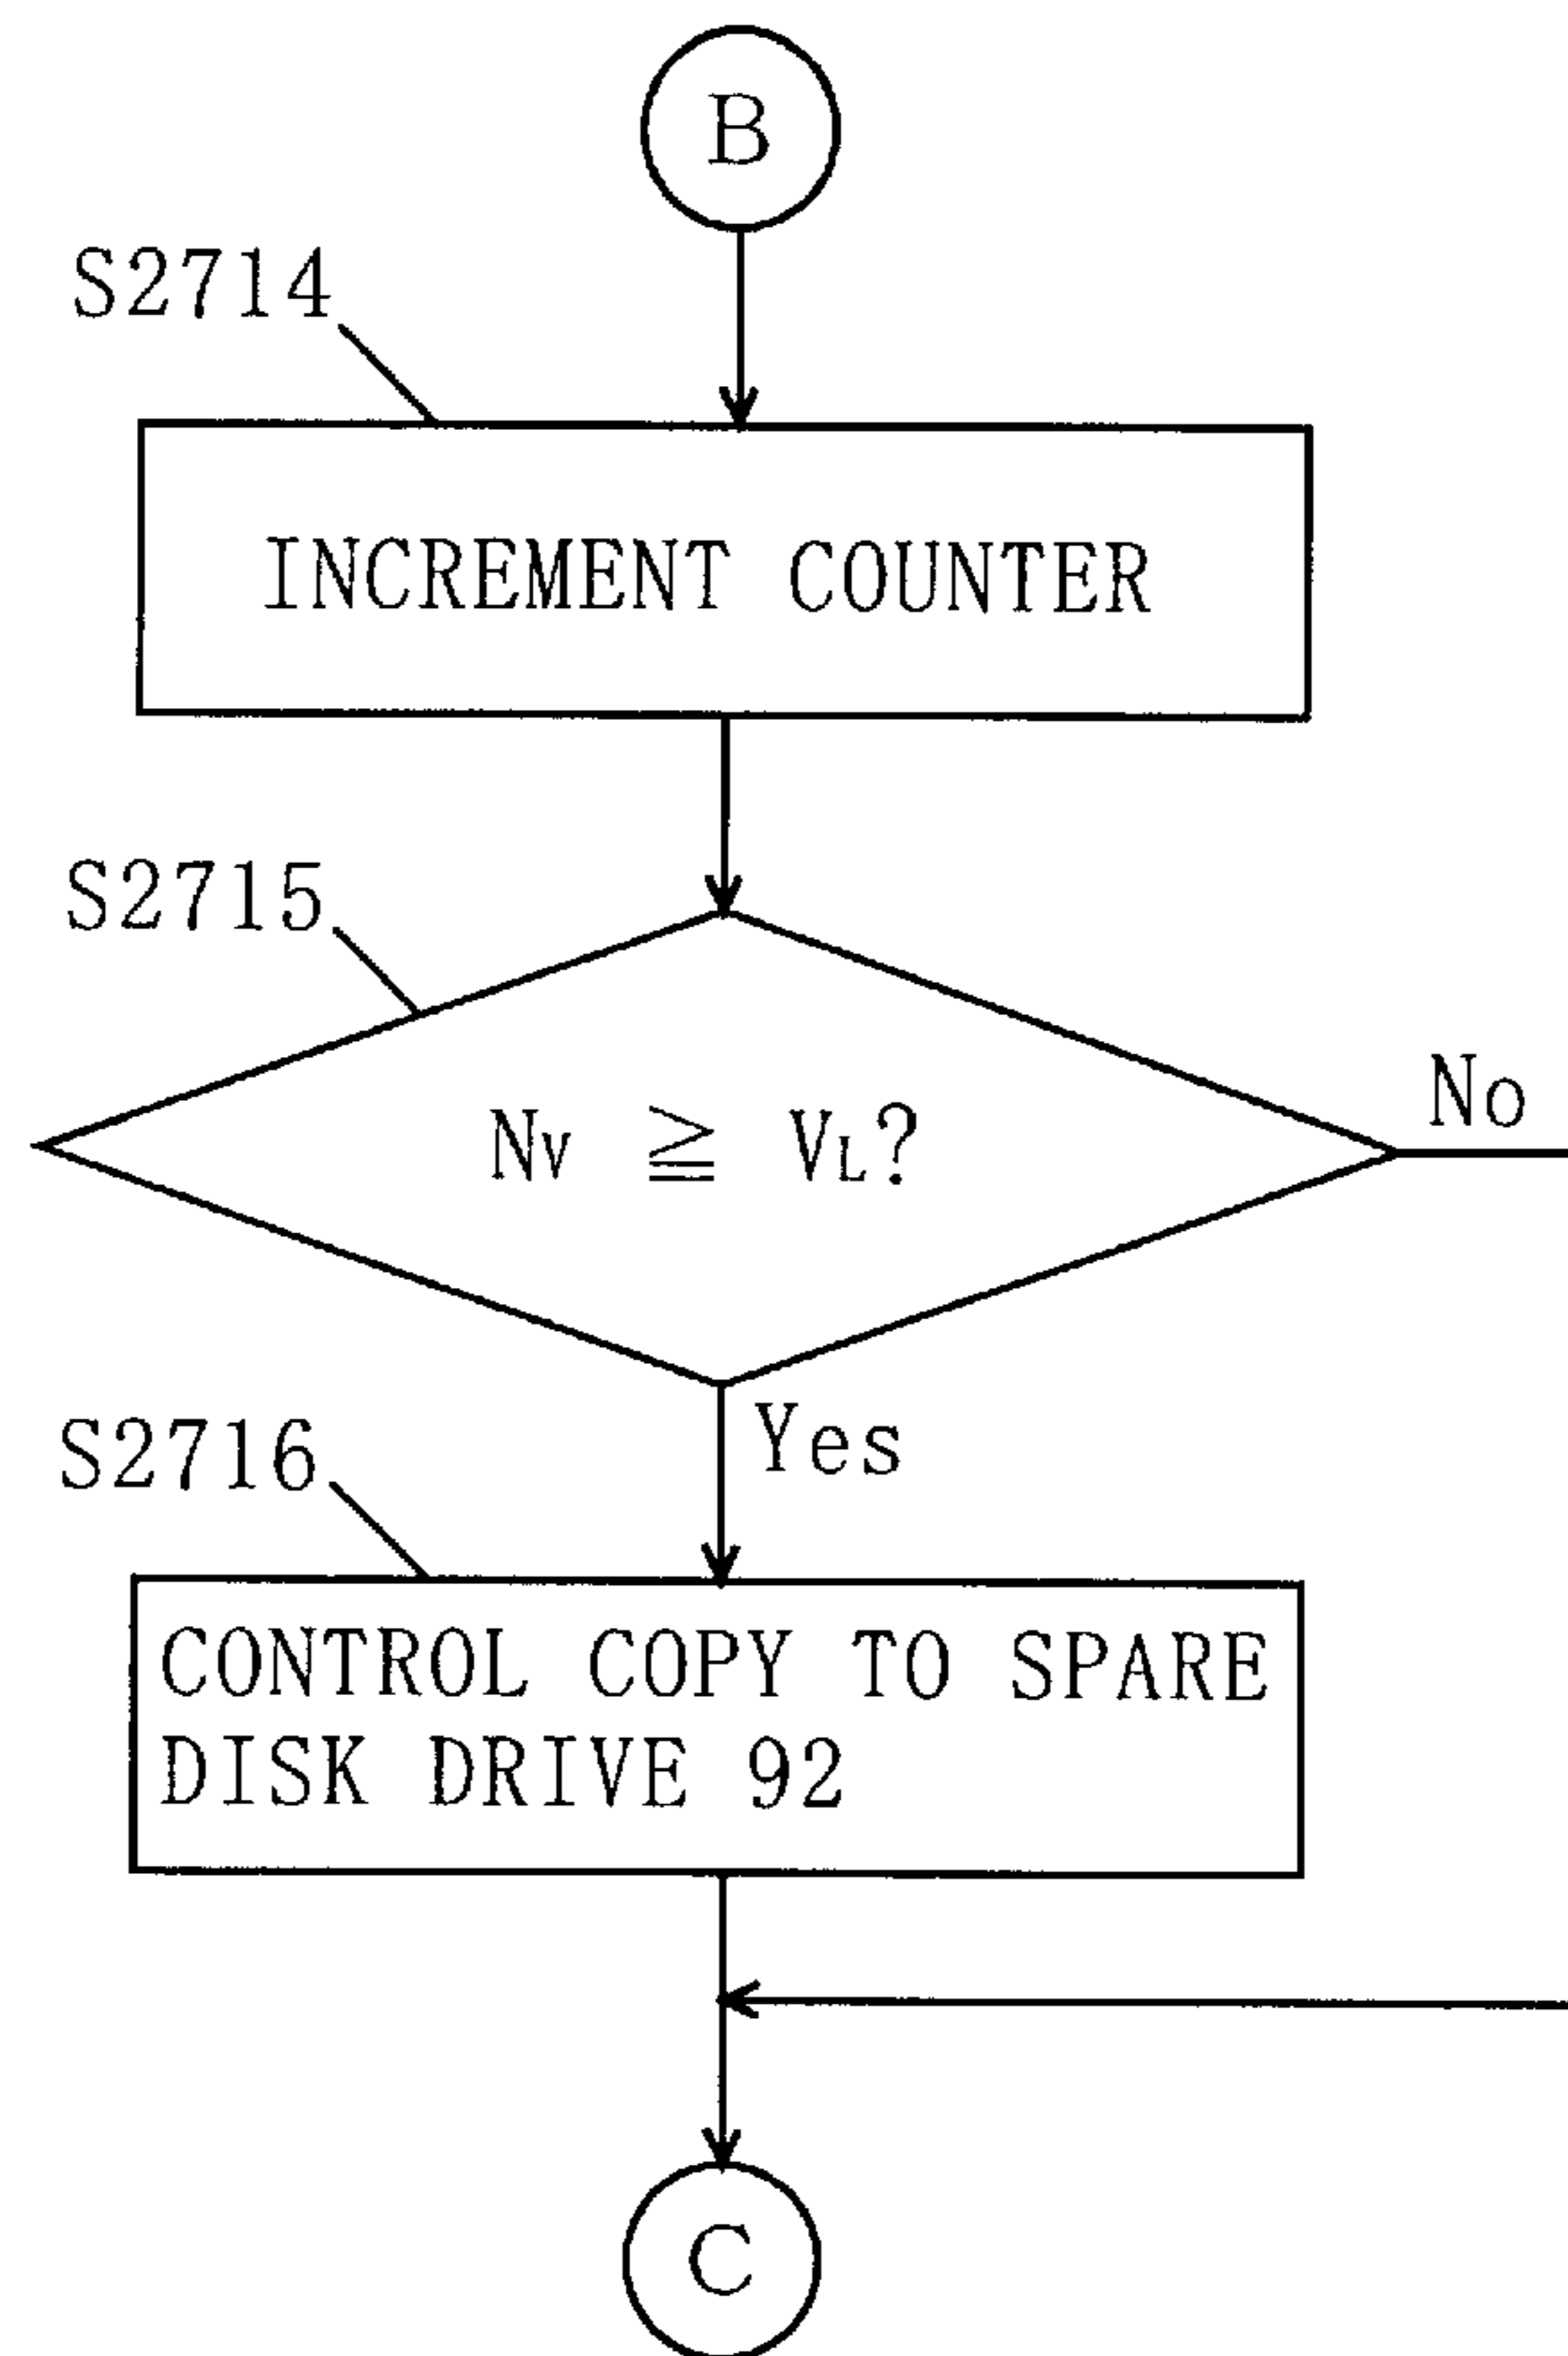 B
S2714
INCREMENT COUNTER
S2715
No
Nv ≧ VL?
Yes
S2716
CONTROL COPY TO SPARE
DISK DRIVE 92
C